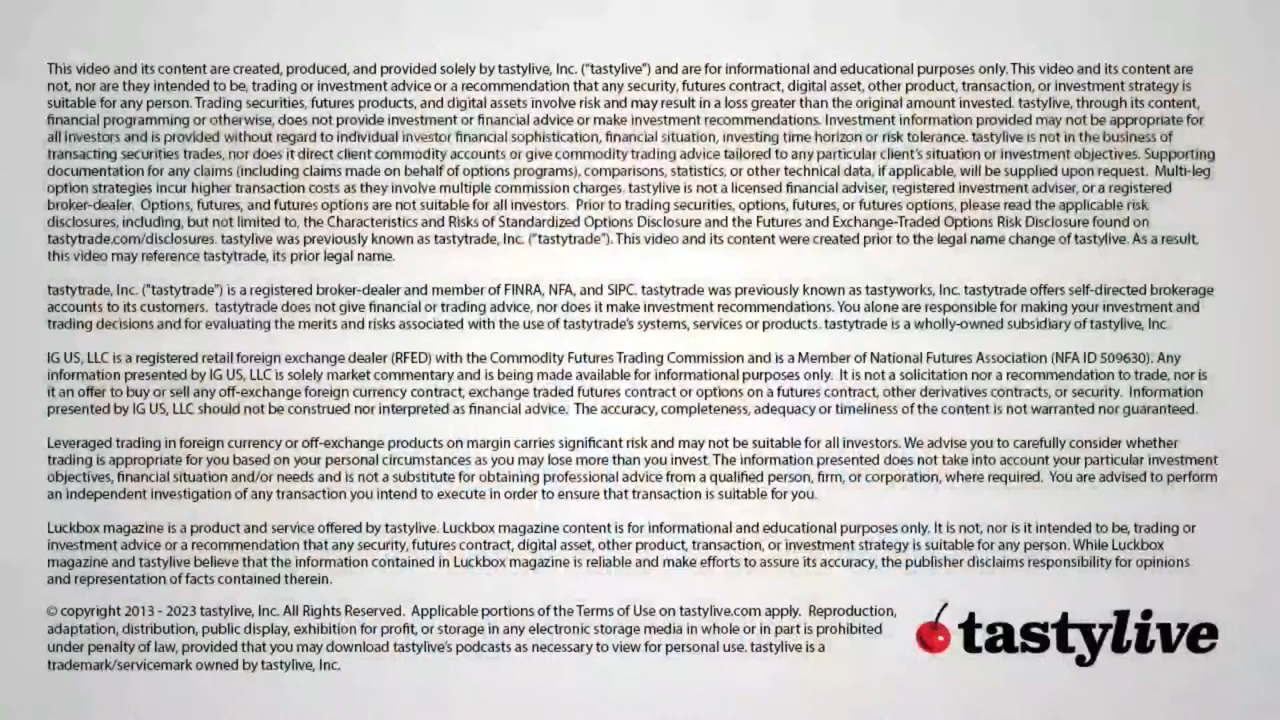 This video and its content are created, produced, and provided solely by tastylive, Inc. (“tastylive”) and are for informational and educational purposes only. This video and its content are
not, nor are they intended to be, trading or investment advice or a recommendation that any security, futures contract, digital asset, other product, transaction, or investment strategy is
suitable for any person. Trading securities, futures products, and digital assets involve risk and may result in a loss greater than the original amount invested. tastylive, through its content,
financial programming or otherwise, does not provide investment or financial advice or make investment recommendations. Investment information provided may not be appropriate for
all investors and is provided without regard to individual investor financial sophistication, financial situation, investing time horizon or risk tolerance. tastylive is not in the business of
transacting securities trades, nor does it direct client commodity accounts or give commodity trading advice tailored to any particular client’s situation or investment objectives. Supporting
documentation for any claims (including claims made on behalf of options programs), comparisons, statistics, or other technical data, if applicable, will be supplied upon request. Multi-leg
option strategies incur higher transaction costs as they involve multiple commission charges. tastylive is not a licensed financial adviser, registered investment adviser, or a registered
broker-dealer. Options, futures, and futures options are not suitable for all investors. Prior to trading securities, options, futures, or futures options, please read the applicable risk
disclosures, including, but not limited to, the Characteristics and Risks of Standardized Options Disclosure and the Futures and Exchange-Traded Options Risk Disclosure found on
tastytrade.com/disclosures. tastylive was previously known as tastytrade, Inc. (“tastytrade”). This video and its content were created prior to the legal name change of tastylive. As a result,
this video may reference tastytrade, its prior legal name.
tastytrade, Inc. (“tastytrade”) is a registered broker-dealer and member of FINRA, NFA, and SIPC. tastytrade was previously known as tastyworks, Inc. tastytrade offers self-directed brokerage
accounts to its customers. tastytrade does not give financial or trading advice, nor does it make investment recommendations. You alone are responsible for making your investment and
trading decisions and for evaluating the merits and risks associated with the use of tastytrade’s systems, services or products. tastytrade is a wholly-owned subsidiary of tastylive, Inc.
IG US, LLC is a registered retail foreign exchange dealer (RFED) with the Commodity Futures Trading Commission and is a Member of National Futures Association (NFA ID 509630). Any
information presented by IG US, LLC is solely market commentary and is being made available for informational purposes only. It is not a solicitation nor a recommendation to trade, nor is
it an offer to buy or sell any off-exchange foreign currency contract, exchange traded futures contract or options on a futures contract, other derivatives contracts, or security. Information
presented by IG US, LLC should not be construed nor interpreted as financial advice. The accuracy, completeness, adequacy or timeliness of the content is not warranted nor guaranteed.
Leveraged trading in foreign currency or off-exchange products on margin carries significant risk and may not be suitable for all investors. We advise you to carefully consider whether
trading is appropriate for you based on your personal circumstances as you may lose more than you invest. The information presented does not take into account your particular investment
objectives, financial situation and/or needs and is not a substitute for obtaining professional advice from a qualified person, firm, or corporation, where required. You are advised to perform
an independent investigation of any transaction you intend to execute in order to ensure that transaction is suitable for you.
Luckbox magazine is a product and service offered by tastylive. Luckbox magazine content is for informational and educational purposes only. It is not, nor is it intended to be, trading or
investment advice or a recommendation that any security, futures contract, digital asset, other product, transaction, or investment strategy is suitable for any person. While Luckbox
magazine and tastylive believe that the information contained in Luckbox magazine is reliable and make efforts to assure its accuracy, the publisher disclaims responsibility for opinions
and representation of facts contained therein.
© copyright 2013 - 2023 tastylive, Inc. All Rights Reserved. Applicable portions of the Terms of Use on tastylive.com apply. Reproduction,
adaptation, distribution, public display, exhibition for profit, or storage in any electronic storage media in whole or in part is prohibited
under penalty of law, provided that you may download tastylive’s podcasts as necessary to view for personal use. tastylive is a
trademark/servicemark owned by tastylive, Inc.
tastylive